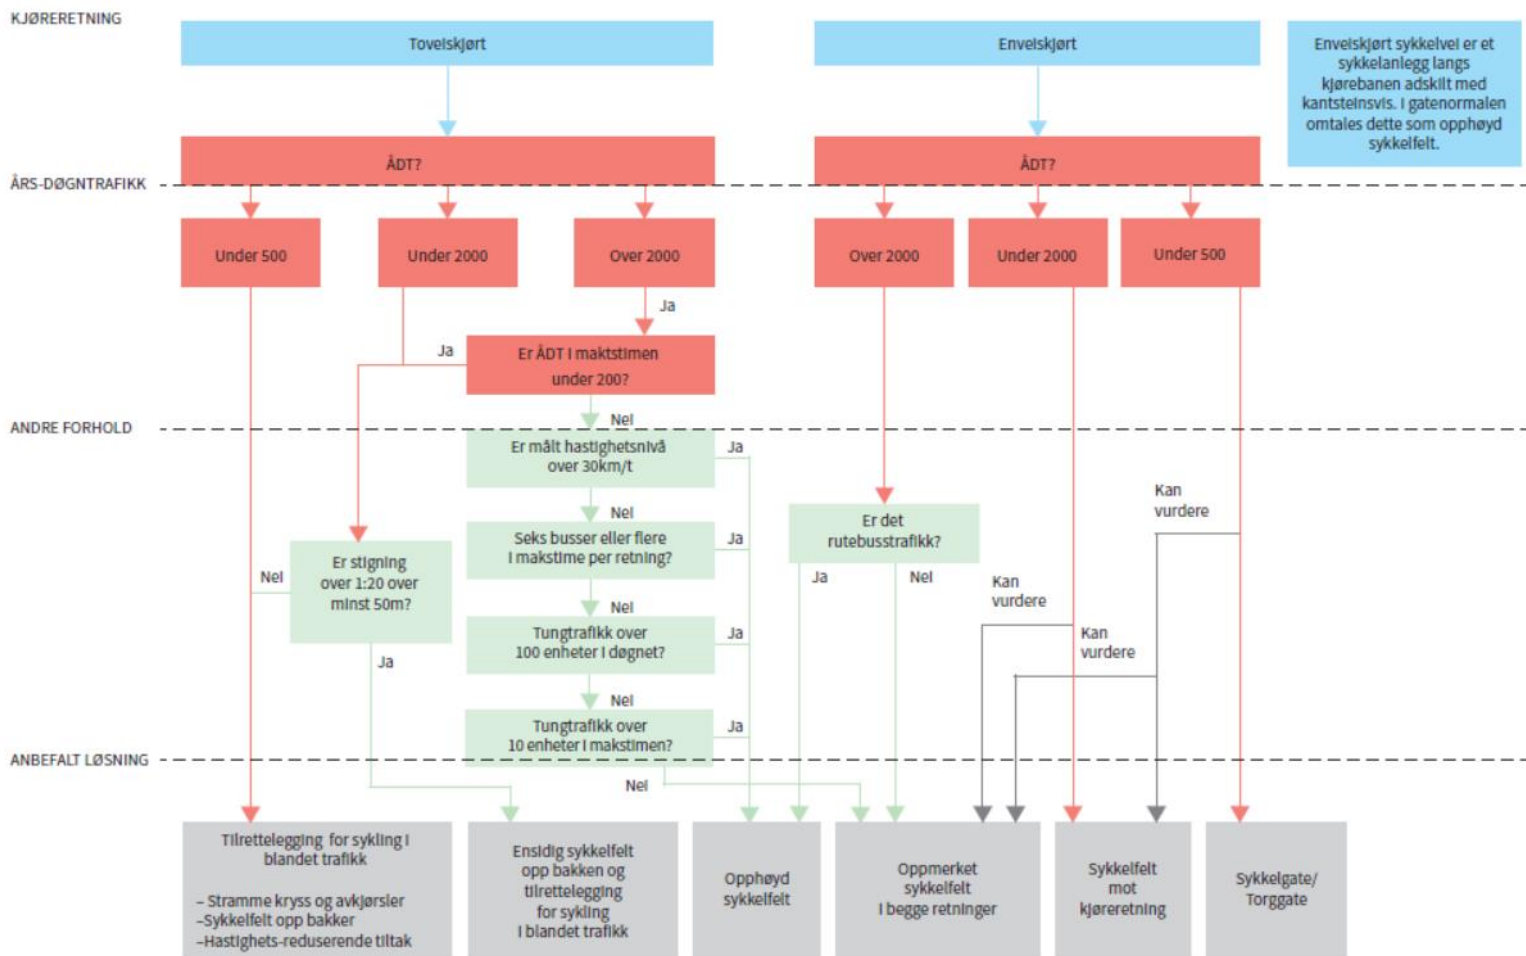 KJØRERETNING
Toveiskjørt
Enveiskjørt
Enveiskjørt sykkelvei er et
sykkelanlegg langs
kjørebanen adskilt med
kantsteinsvis. I gatenormalen
omtales dette som opphøyd
sykkelfelt.
ÅDT?
ÅDT?
ÅRS-DØGNTRAFIKK
Under 500
Under 2000
Over 2000
Over 2000
Under 2000
Under 500
Ja
Ja
Er ÅDT i maktstimen
under 200?
Nei
ANDRE FORHOLD
Er målt hastighetsnivå
over 30km/t
Ja
Nei
Seks busser eller flere
i makstime per retning?
Ja
Er det
rutebusstrafikk?
Kan
vurdere
Er stigning
over 1:20 over
minst 50m?
Nei
Ja
Nei
Tungtrafikk over
100 enheter i døgnet?
Ja
Ja
Nei
Kan
vurdere
Kan
vurdere
Nei
Tungtrafikk over
10 enheter i makstimen?
Ja
ANBEFALT LØSNING
Nei
Tilrettelegging for sykling i
blandet trafikk
– Stramme kryss og avkjørsler
–Sykkelfelt opp bakker
–Hastighets-reduserende tiltak
Ensidig sykkelfelt
opp bakken og
tilrettelegging
for sykling
i blandet trafikk
Opphøyd
sykkelfelt
Oppmerket
sykkelfelt
i begge retninger
Sykkelfelt
mot
kjøreretning
Sykkelgate/
Torggate